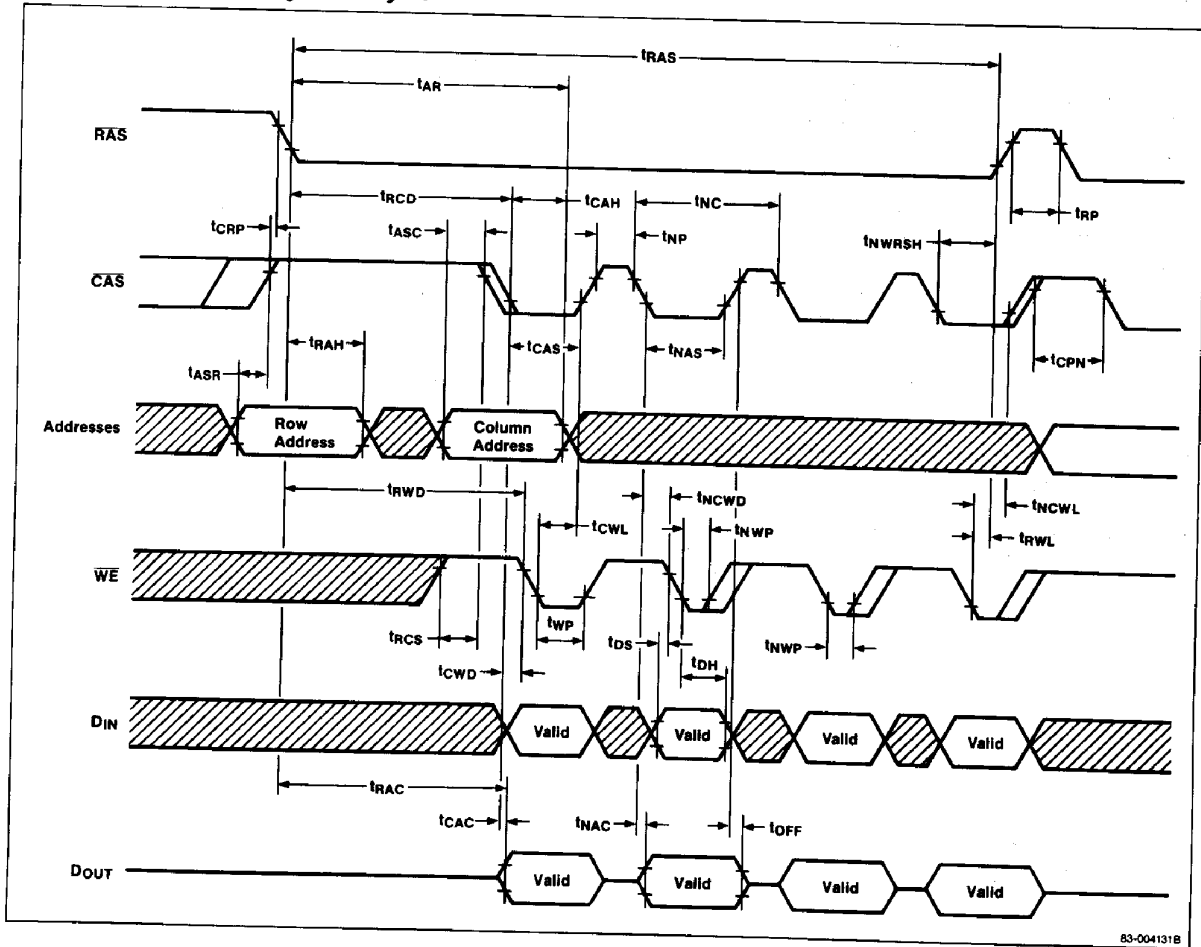 tRAS
tAR
RAS
tRCD
tCAH
tNC
tCRP
tASC
tNP
tNWRSH
tRP
CAS
tRAH
tCAS
tNAS
tCPN
tASR
Addresses
Row
Address
Column
Address
tRWD
tNCWD
tNCWL
tCWL
tNWP
tRWL
WE
tRCS
tWP
tDS
tNWP
tCWD
tDH
DIN
Valid
Valid
Valid
Valid
tRAC
tCAC
tNAC
tOFF
DOUT
Valid
Valid
Valid
Valid
83-004131B